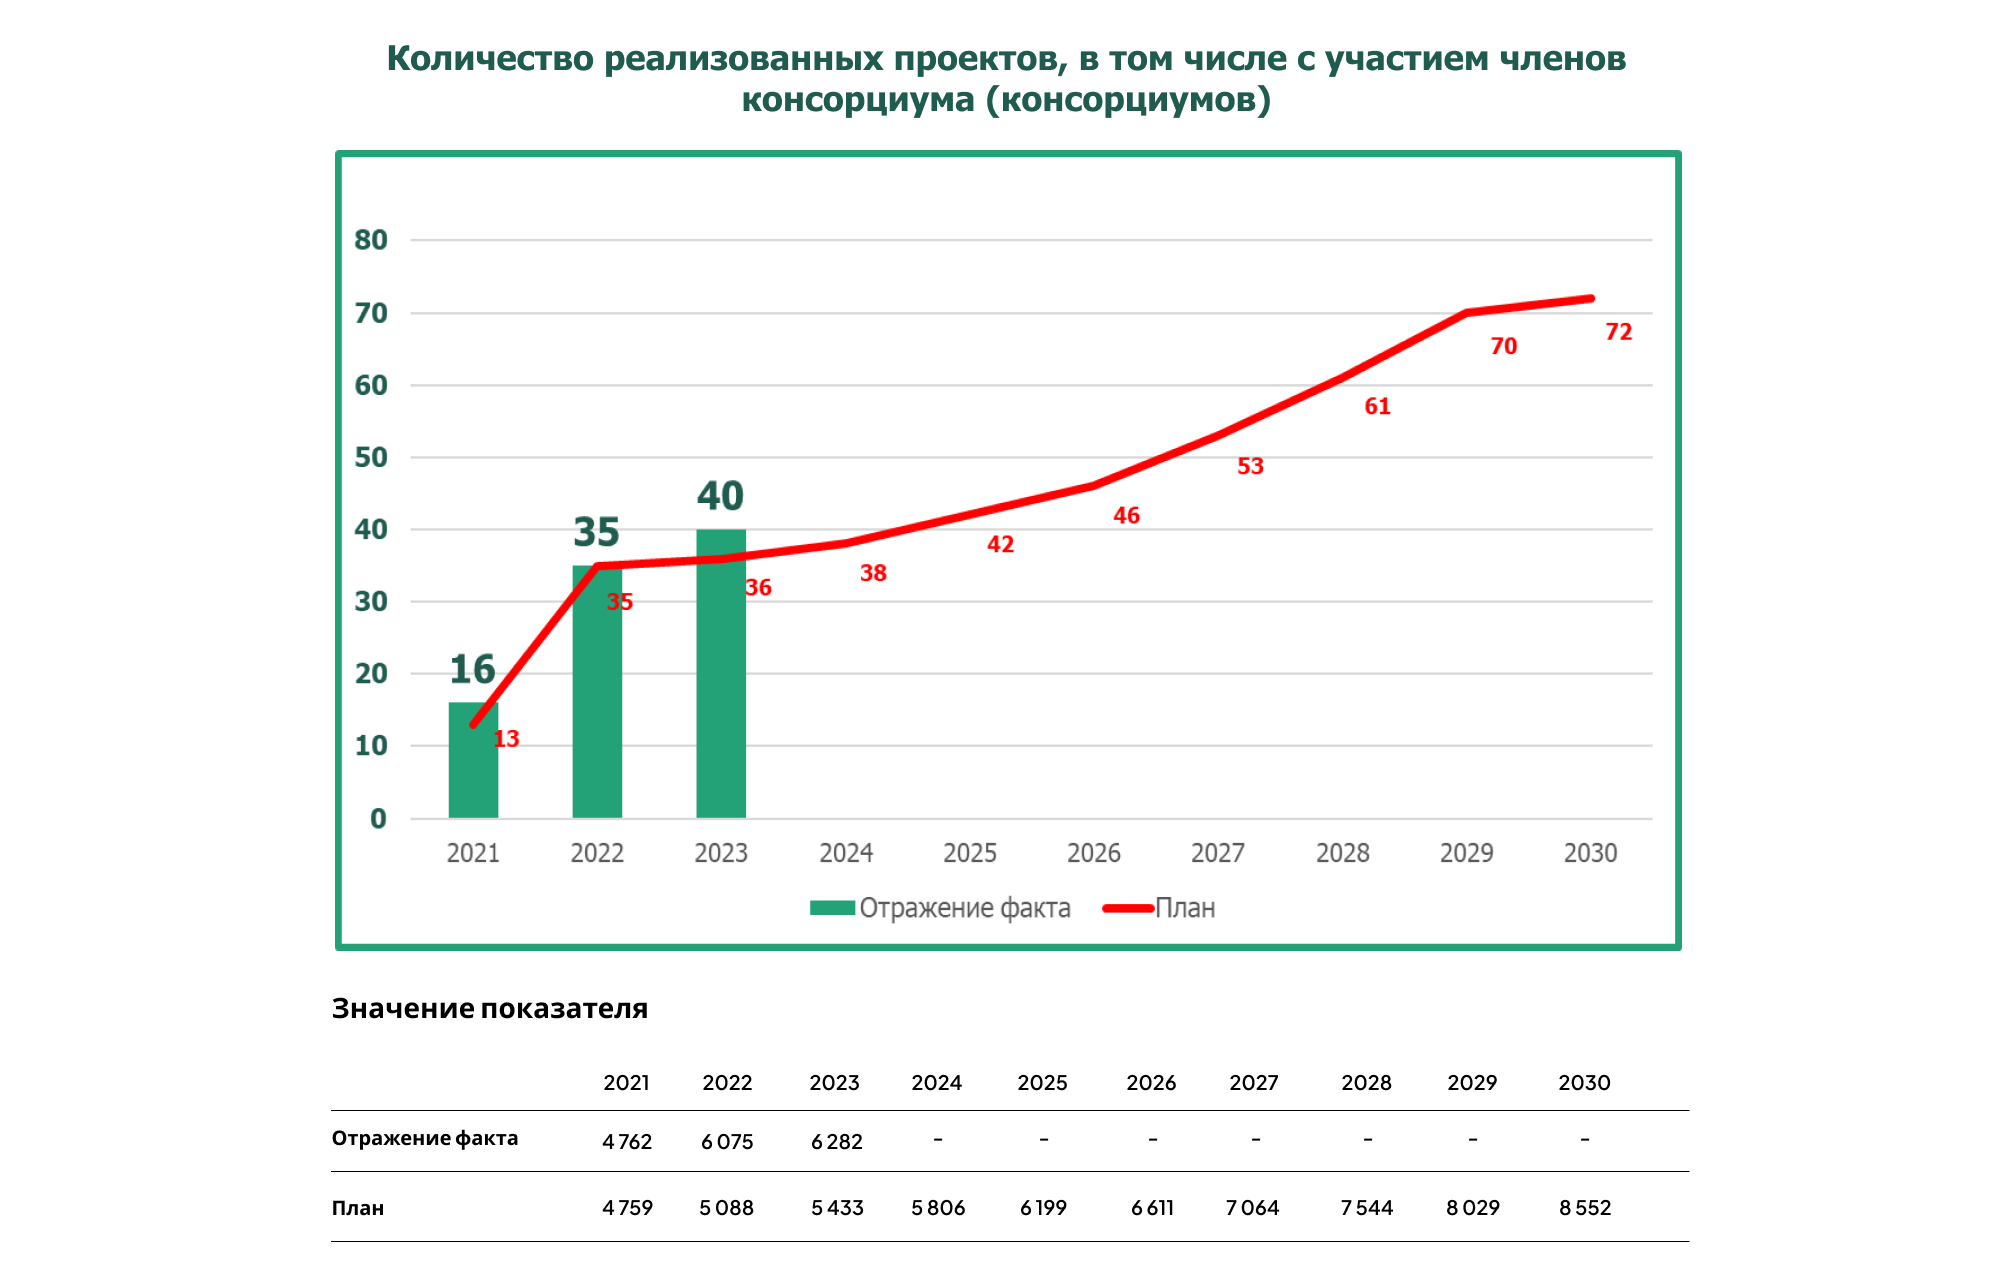 Количество реализованных проектов, в том числе с участием членов
консорциума (консорциумов)
80
70
60
50
40
30
20
10
0
16
35
40
13
35
36
38
42
46
53
61
70
72
2021 2022 2023 2024 2025 2026 2027 2028 2029 2030
Отражение факта План
Значение показателя
2021 2022 2023 2024 2025 2026 2027 2028 2029 2030
Отражение факта 4 762 6 075 6 282 – – – – – – –
План 4 759 5 088 5 433 5 806 6 199 6 611 7 064 7 544 8 029 8 552